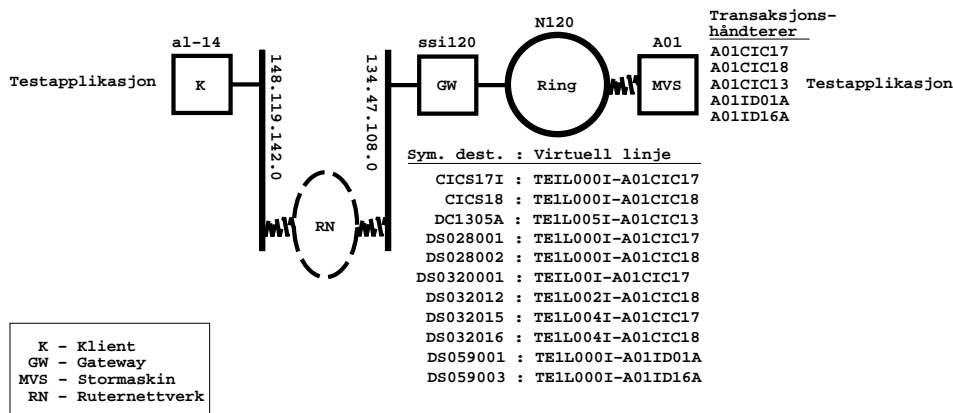 Transaksjons-
håndterer
N120
al-14
ssi120
A01
A01CIC17
A01CIC18
A01CIC13
A01ID01A
A01ID16A
Testapplikasjon
K
148.119.142.0
134.47.108.0
GW
Ring
MVS
Testapplikasjon
RN
Sym. dest. : Virtuell linje
CICS17I : TEIL000I-A01CIC17
CICS18 : TE1L000I-A01CIC18
DC1305A : TE1L005I-A01CIC13
DS028001 : TE1L000I-A01CIC17
DS028002 : TE1L000I-A01CIC18
DS0320001 : TEIL00I-A01CIC17
DS032012 : TE1L002I-A01CIC18
DS032015 : TE1L004I-A01CIC17
DS032016 : TE1L004I-A01CIC18
DS059001 : TE1L000I-A01ID01A
DS059003 : TE1L000I-A01ID16A
K - Klient
GW - Gateway
MVS - Stormaskin
RN - Ruternettverk